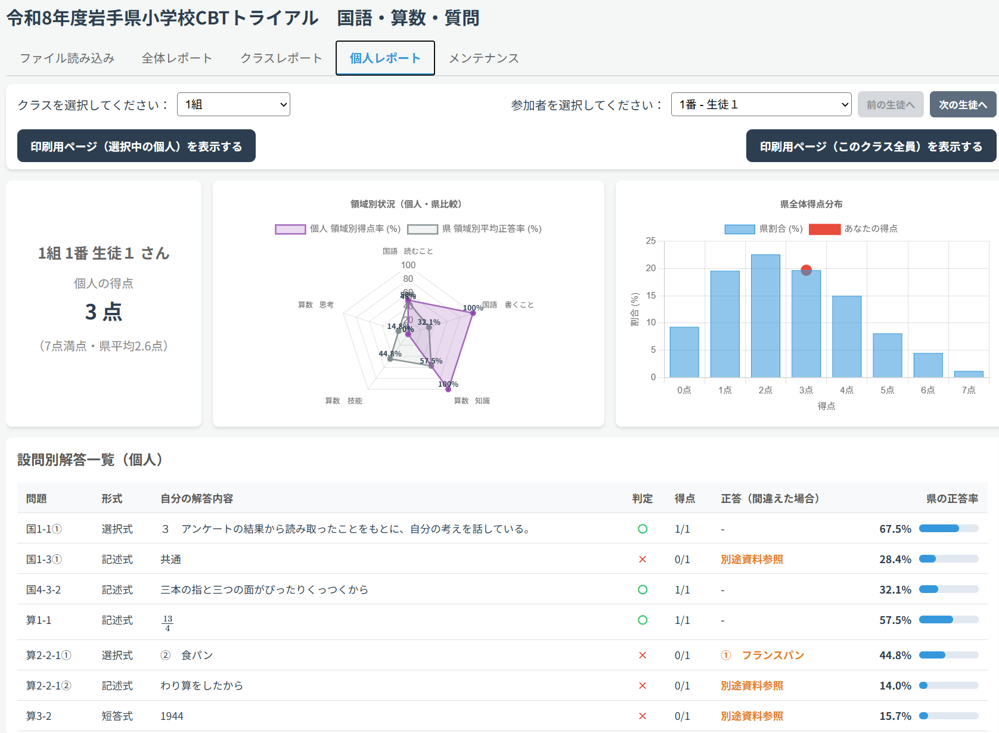 令和8年度岩手県小学校CBTトライアル　国語・算数・質問
ファイル読み込み　全体レポート　クラスレポート　個人レポート　メンテナンス
クラスを選択してください：　1組　参加者を選択してください：　1番 - 生徒１　前の生徒へ　次の生徒へ
印刷用ページ（選択中の個人）を表示する　印刷用ページ（このクラス全員）を表示する
1組 1番 生徒１ さん
個人の得点
3 点
（7点満点・県平均2.6点）
領域別状況（個人・県比較）
個人 領域別得点率 (%)　県 領域別平均正答率 (%)
国語　読むこと
100
80
60
40
20
50%
48%
100%
国語　書くこと
算数　思考
14.8%
0%
32.1%
44.8%
57.5%
100%
算数　技能
算数　知識
県全体得点分布
県割合 (%)　あなたの得点
割合 (%)
25
20
15
10
5
0
0点　1点　2点　3点　4点　5点　6点　7点
得点
設問別解答一覧（個人）
問題　形式　自分の解答内容　判定　得点　正答（間違えた場合）　県の正答率
国1-1①　選択式　３　アンケートの結果から読み取ったことをもとに、自分の考えを話している。　○　1/1　-　67.5%
国1-3①　記述式　共通　×　0/1　別途資料参照　28.4%
国4-3-2　記述式　三本の指と三つの面がぴったりくっつくから　○　1/1　-　32.1%
算1-1　記述式　13/4　○　1/1　-　57.5%
算2-2-1①　選択式　②　食パン　×　0/1　①　フランスパン　44.8%
算2-2-1②　記述式　わり算をしたから　×　0/1　別途資料参照　14.0%
算3-2　短答式　1944　×　0/1　別途資料参照　15.7%